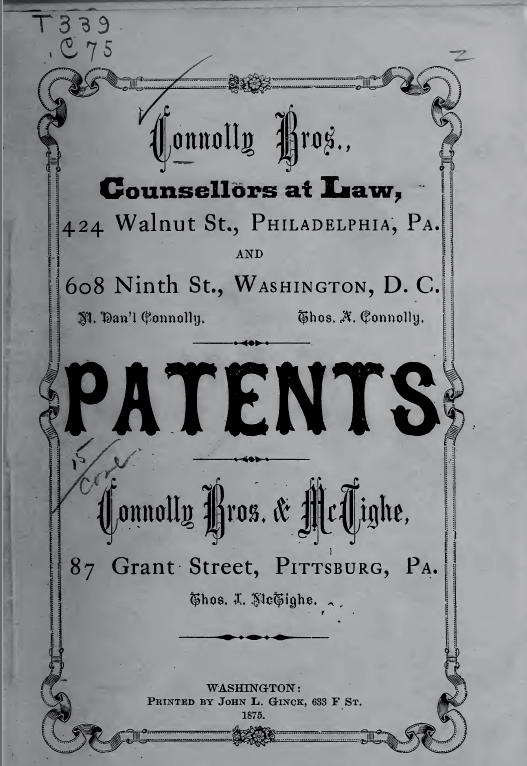 T339
.C75
2
Connolly Bros.,
Counsellors at Law,
424 Walnut St., Philadelphia, Pa.
AND
608 Ninth St., Washington, D. C.
M. Dan'l Connolly. Thos. A. Connolly.
PATENTS
15
Connolly Bros. & McTighe,
87 Grant Street, Pittsburg, Pa.
Thos. J. McTighe.
WASHINGTON:
Printed by John L. Ginck, 633 F St.
1875.